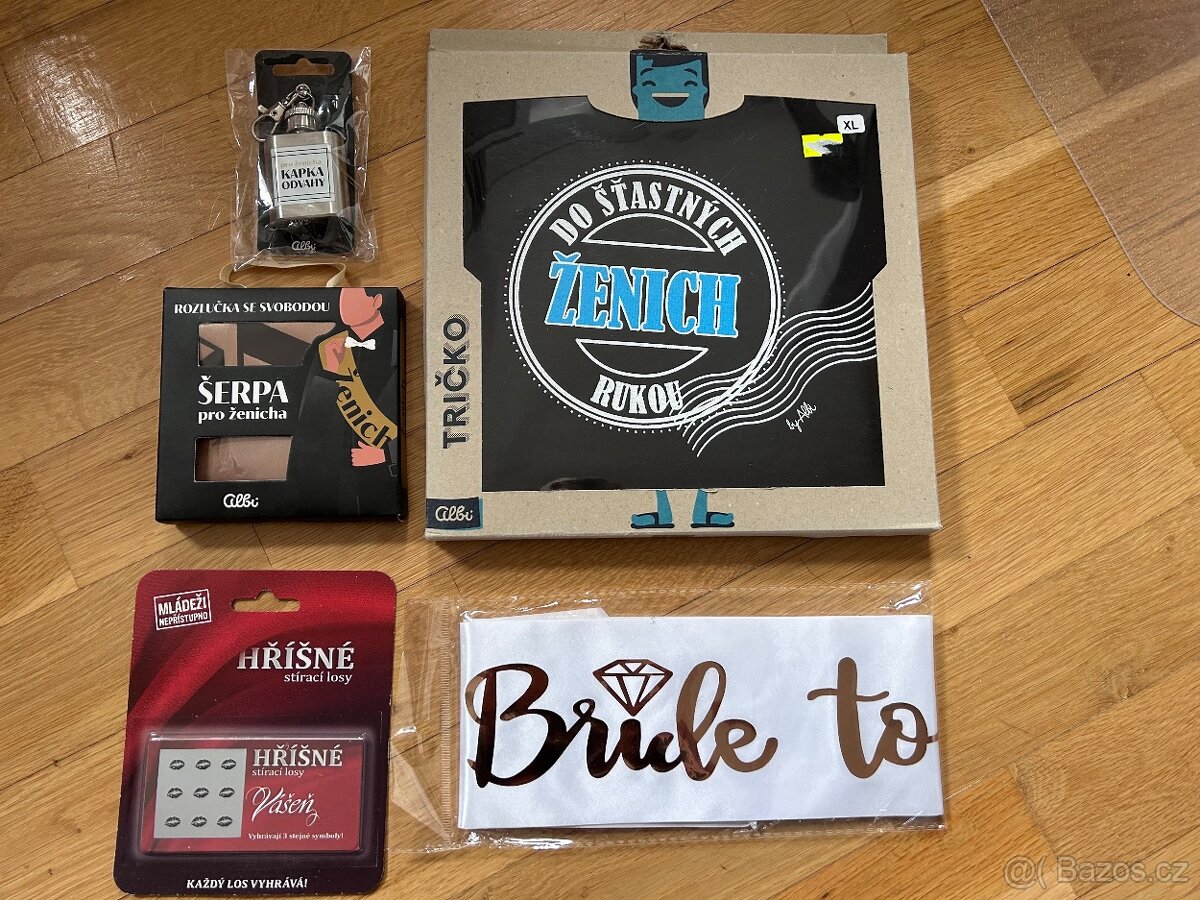 pro ženicha
KAPKA
ODVAHY
albi
TRIČKO
XL
DO ŠŤASTNÝCH
ŽENICH
RUKOU
by Albi
albi
ROZLUČKA SE SVOBODOU
ŠERPA
pro ženicha
Ženich
albi
MLÁDEŽI
NEPŘÍSTUPNO
HŘÍŠNÉ
stírací losy
HŘÍŠNÉ
stírací losy
Vášeň
Vyhrávají 3 stejné symboly!
KAŽDÝ LOS VYHRÁVÁ!
Bride to
Bazos.cz